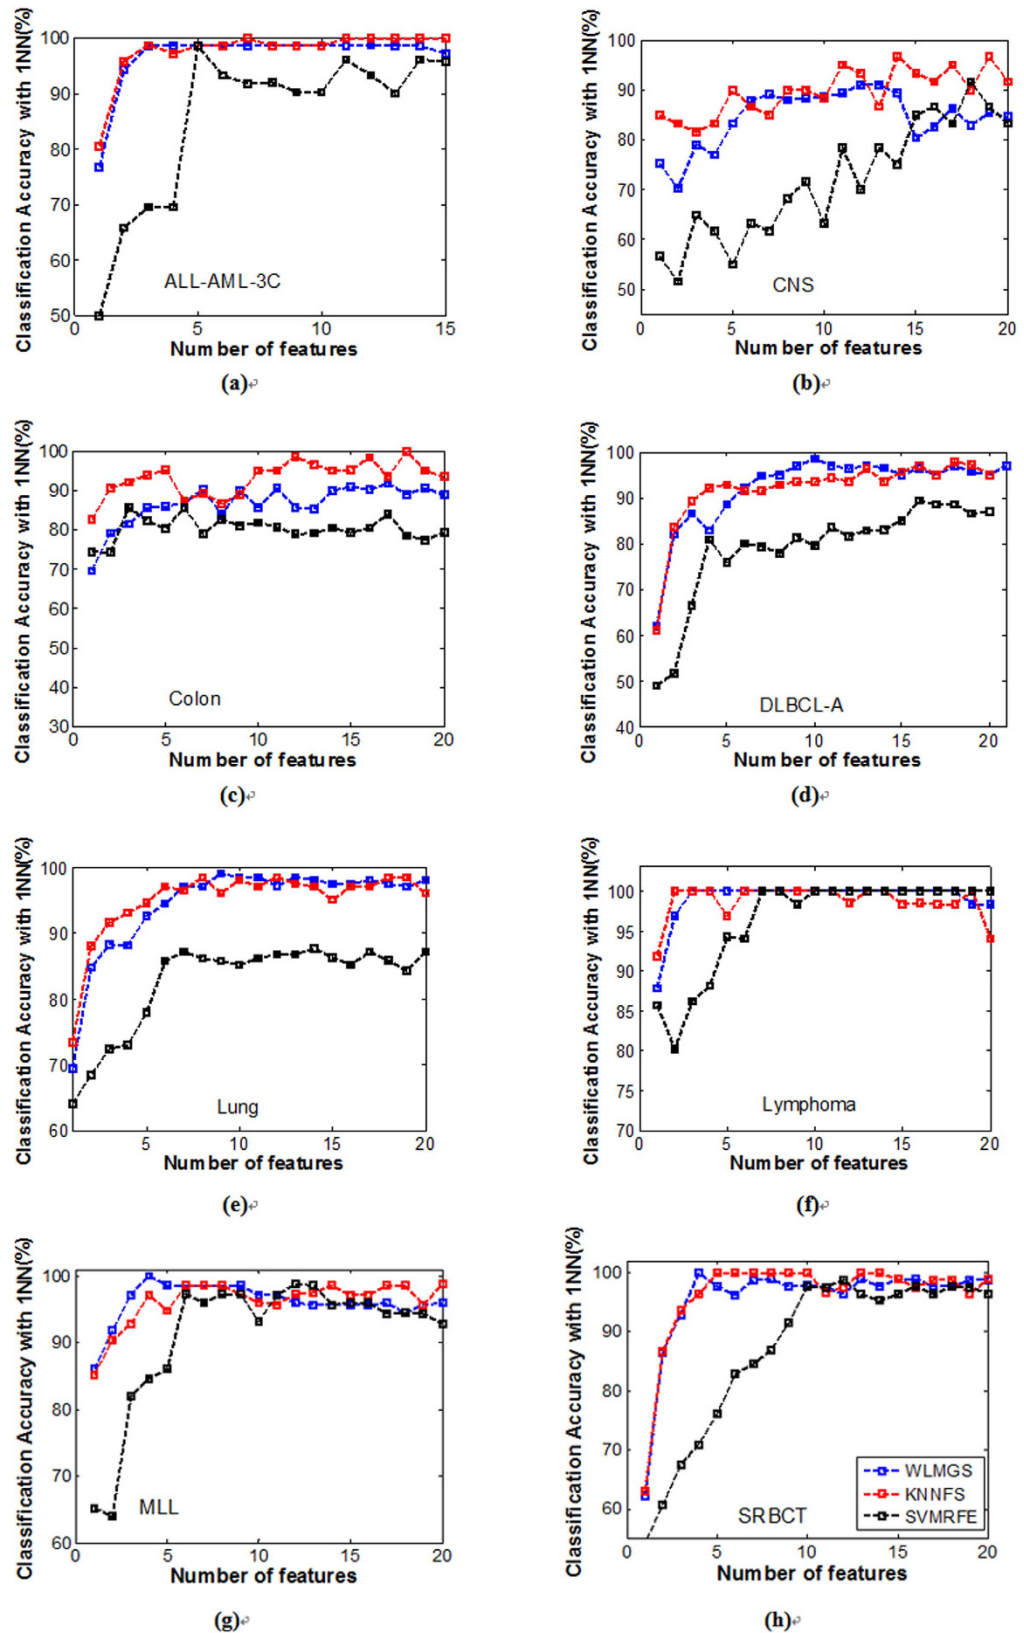 Classification Accuracy with 1NN(%)
100
90
80
70
60
50
0
5
10
15
ALL-AML-3C
Number of features
(a)
Classification Accuracy with 1NN(%)
100
90
80
70
60
50
0
5
10
15
20
CNS
Number of features
(b)
Classification Accuracy with 1NN(%)
100
90
80
70
60
50
40
30
0
5
10
15
20
Colon
Number of features
(c)
Classification Accuracy with 1NN(%)
100
90
80
70
60
50
40
0
5
10
15
20
DLBCL-A
Number of features
(d)
Classification Accuracy with 1NN(%)
100
90
80
70
60
5
10
15
20
Lung
Number of features
(e)
Classification Accuracy with 1NN(%)
100
95
90
85
80
75
70
0
5
10
15
20
Lymphoma
Number of features
(f)
Classification Accuracy with 1NN(%)
100
90
80
70
60
0
5
10
15
20
MLL
Number of features
(g)
Classification Accuracy with 1NN(%)
100
90
80
70
60
0
5
10
15
20
SRBCT
WLMGS
KNNFS
SVMRFE
Number of features
(h)